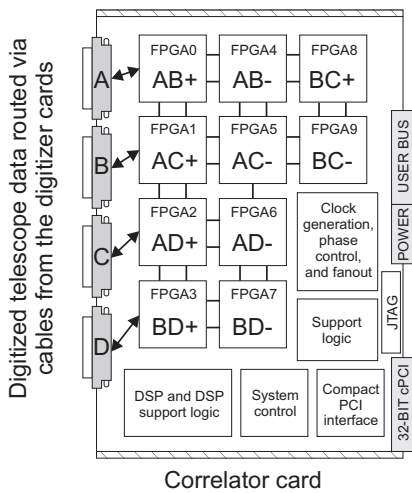 Digitized telescope data routed via
cables from the digitizer cards
A
B
C
D
FPGA0
AB+
FPGA4
AB-
FPGA8
BC+
FPGA1
AC+
FPGA5
AC-
FPGA9
BC-
FPGA2
AD+
FPGA6
AD-
FPGA3
BD+
FPGA7
BD-
Clock
generation,
phase
control,
and fanout
Support
logic
DSP and DSP
support logic
System
control
Compact
PCI
interface
USER BUS
POWER
JTAG
32-BIT cPCI
Correlator card